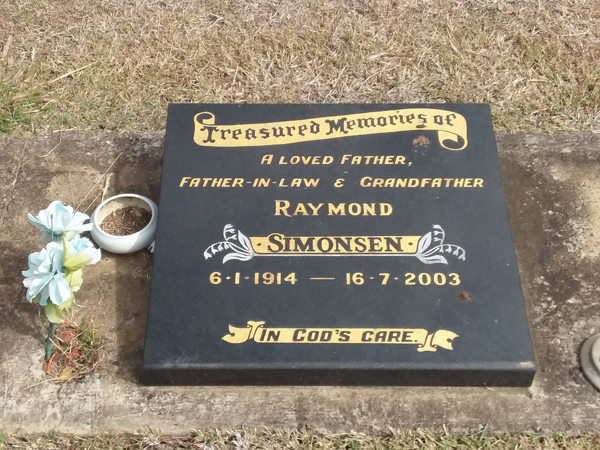 Treasured Memories of
A LOVED FATHER,
FATHER-IN-LAW & GRANDFATHER
RAYMOND
SIMONSEN
6·1·1914 — 16·7·2003
IN GOD'S CARE.